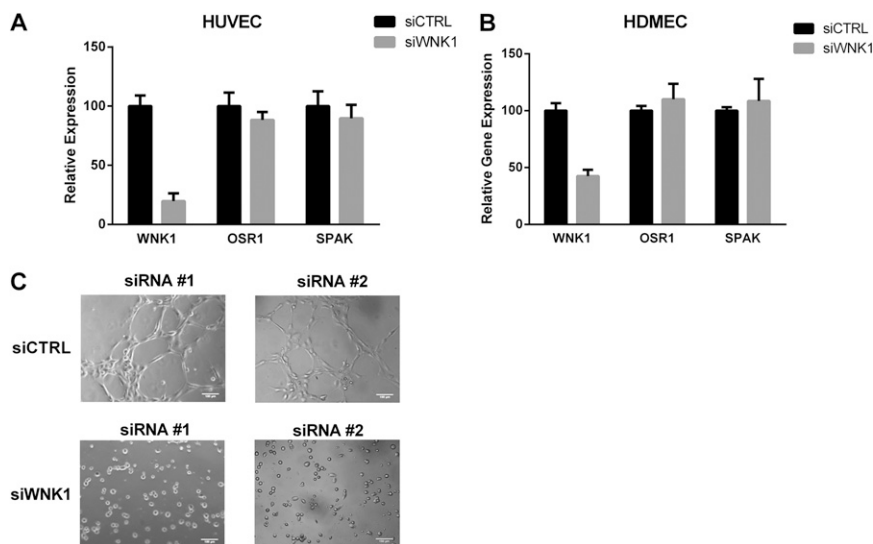 A
HUVEC
siCTRL
siWNK1
Relative Expression
150
100
50
0
WNK1 OSR1 SPAK
B
HDMEC
siCTRL
siWNK1
Relative Gene Expression
150
100
50
0
WNK1 OSR1 SPAK
C
siRNA #1 siRNA #2
siCTRL
siRNA #1 siRNA #2
siWNK1